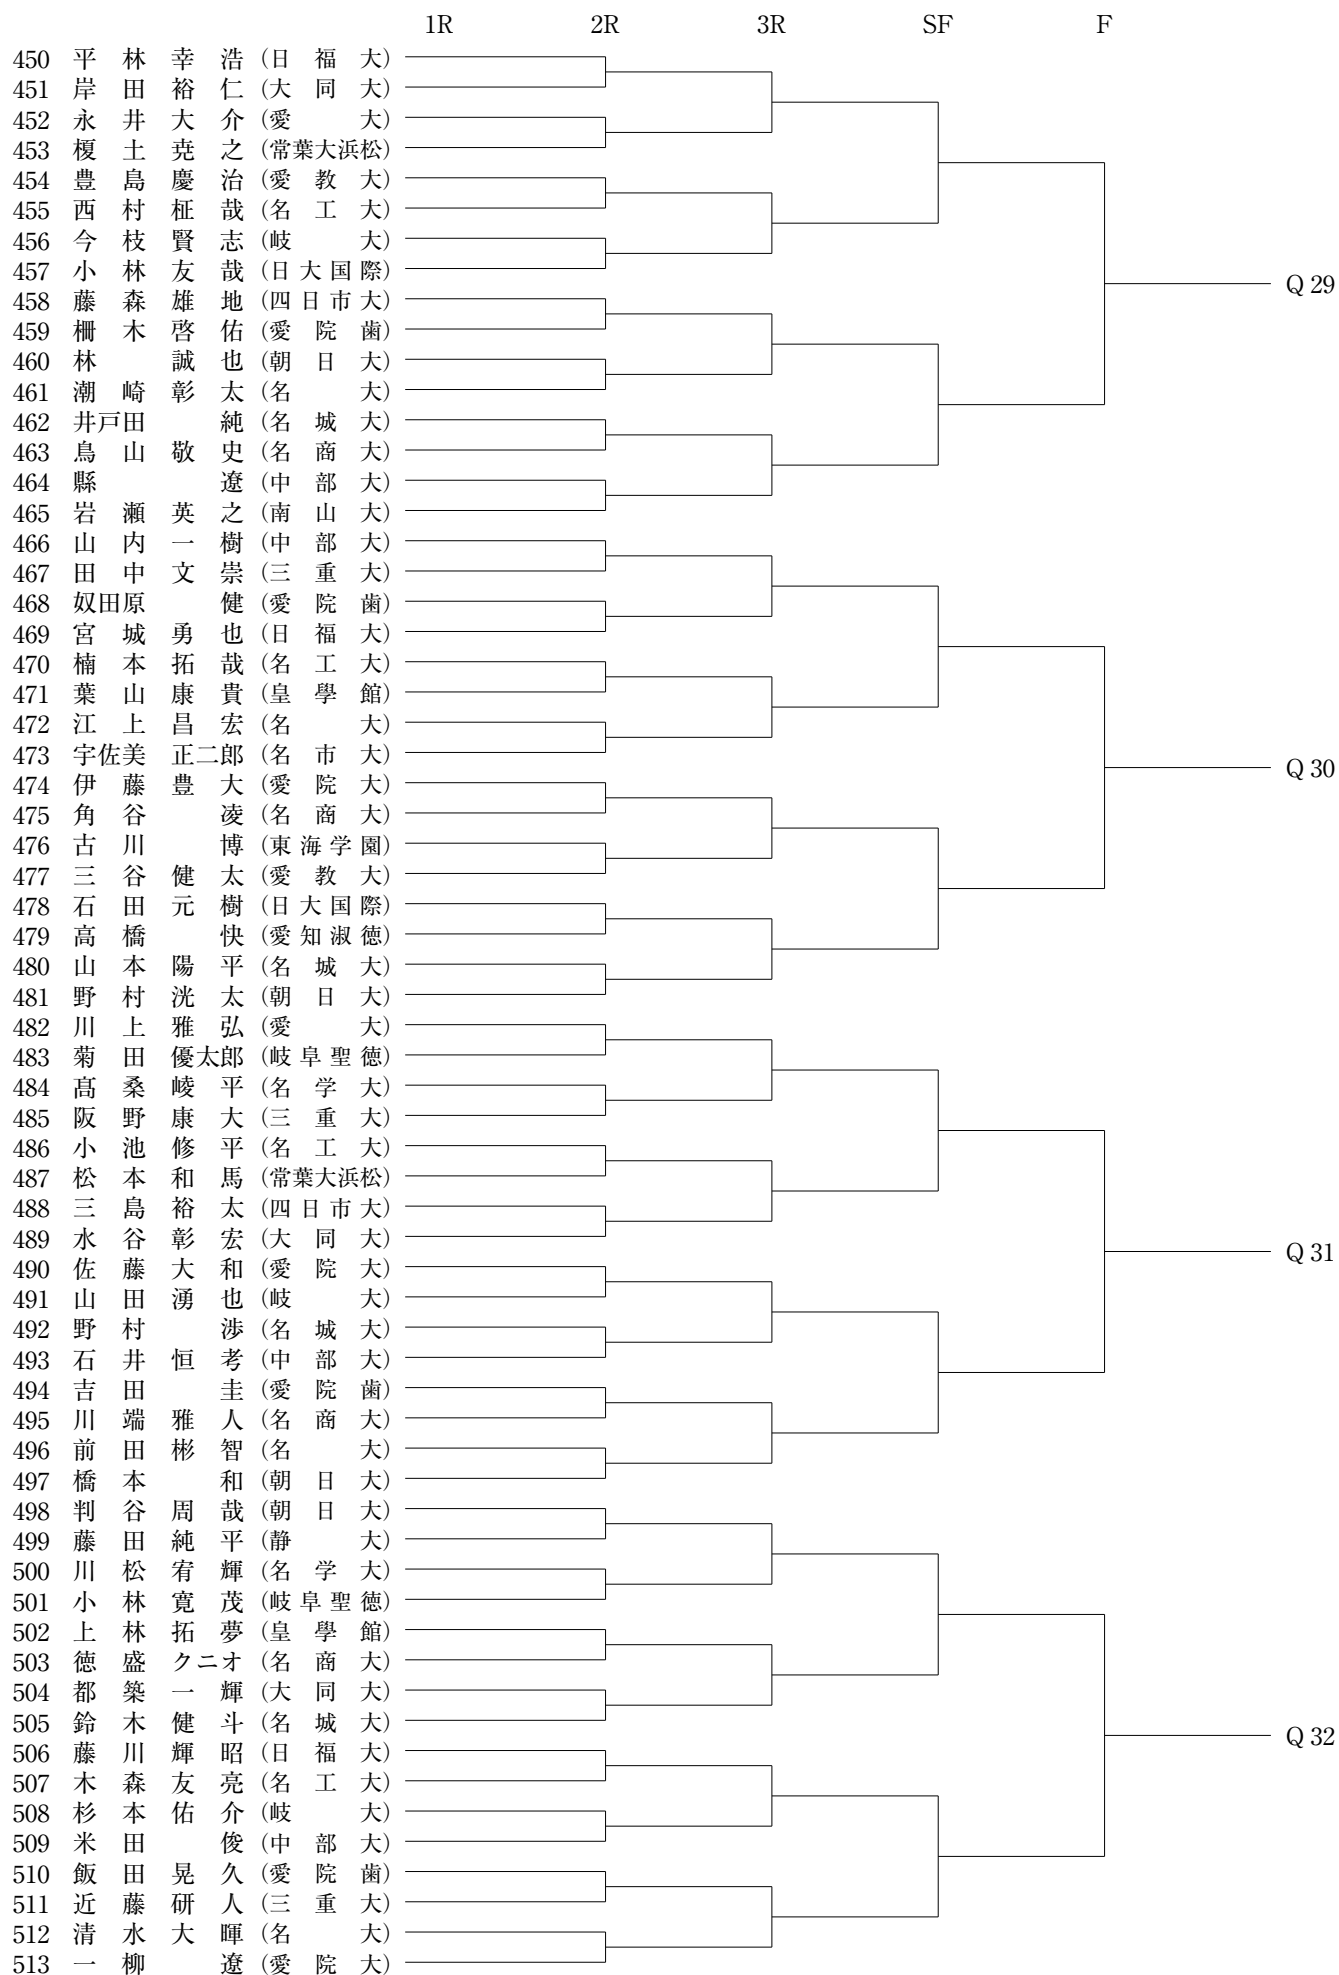 1R 2R 3R SF F
450 平林幸浩 (日福大)
451 岸田裕仁 (大同大)
452 永井大介 (愛大)
453 榎土尭之 (常葉大浜松)
454 豊島慶治 (愛教大)
455 西村柾哉 (名工大)
456 今枝賢志 (岐大)
457 小林友哉 (日大国際)
Q 29
458 藤森雄地 (四日市大)
459 柵木啓佑 (愛院歯)
460 林誠也 (朝日大)
461 潮崎彰太 (名大)
462 井戸田純 (名城大)
463 鳥山敬史 (名商大)
464 縣遼 (中部大)
465 岩瀬英之 (南山大)
466 山内一樹 (中部大)
467 田中文崇 (三重大)
468 奴田原健 (愛院歯)
469 宮城勇也 (日福大)
470 楠本拓哉 (名工大)
471 葉山康貴 (皇學館)
472 江上昌宏 (名大)
473 宇佐美正二郎 (名市大)
Q 30
474 伊藤豊大 (愛院大)
475 角谷凌 (名商大)
476 古川博 (東海学園)
477 三谷健太 (愛教大)
478 石田元樹 (日大国際)
479 高橋快 (愛知淑徳)
480 山本陽平 (名城大)
481 野村洸太 (朝日大)
482 川上雅弘 (愛大)
483 菊田優太郎 (岐阜聖徳)
484 髙桑崚平 (名学大)
485 阪野康大 (三重大)
486 小池修平 (名工大)
487 松本和馬 (常葉大浜松)
488 三島裕太 (四日市大)
489 水谷彰宏 (大同大)
Q 31
490 佐藤大和 (愛院大)
491 山田湧也 (岐大)
492 野村渉 (名城大)
493 石井恒考 (中部大)
494 吉田圭 (愛院歯)
495 川端雅人 (名商大)
496 前田彬智 (名大)
497 橋本和 (朝日大)
498 判谷周哉 (朝日大)
499 藤田純平 (静大)
500 川松宥輝 (名学大)
501 小林寛茂 (岐阜聖徳)
502 上林拓夢 (皇學館)
503 徳盛クニオ (名商大)
504 都築一輝 (大同大)
505 鈴木健斗 (名城大)
Q 32
506 藤川輝昭 (日福大)
507 木森友亮 (名工大)
508 杉本佑介 (岐大)
509 米田俊 (中部大)
510 飯田晃久 (愛院歯)
511 近藤研人 (三重大)
512 清水大暉 (名大)
513 一柳遼 (愛院大)